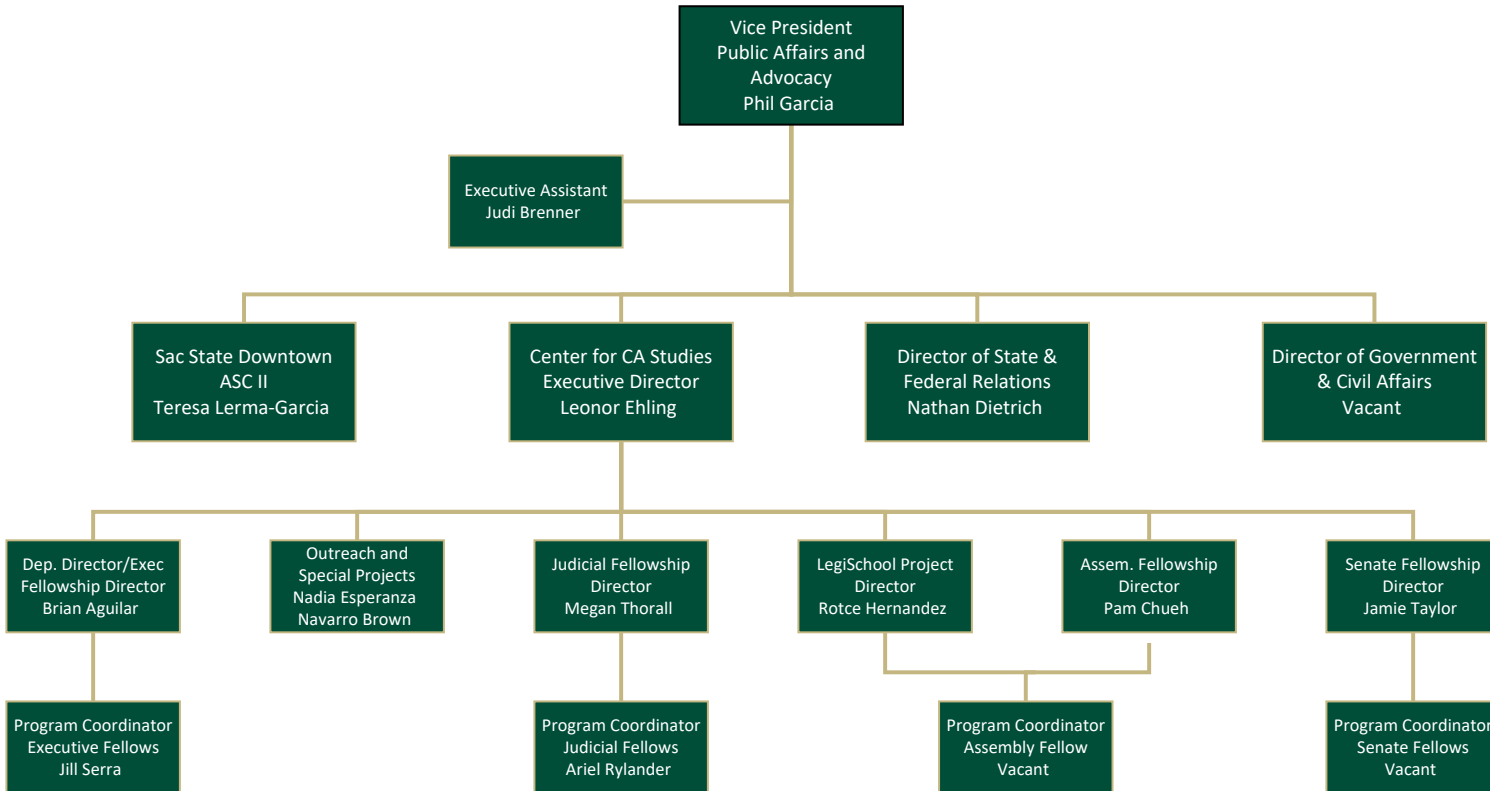 Vice President
Public Affairs and
Advocacy
Phil Garcia
Executive Assistant
Judi Brenner
Sac State Downtown
ASC II
Teresa Lerma-Garcia
Center for CA Studies
Executive Director
Leonor Ehling
Director of State &
Federal Relations
Nathan Dietrich
Director of Government
& Civil Affairs
Vacant
Dep. Director/Exec
Fellowship Director
Brian Aguilar
Outreach and
Special Projects
Nadia Esperanza
Navarro Brown
Judicial Fellowship
Director
Megan Thorall
LegiSchool Project
Director
Rotce Hernandez
Assem. Fellowship
Director
Pam Chueh
Senate Fellowship
Director
Jamie Taylor
Program Coordinator
Executive Fellows
Jill Serra
Program Coordinator
Judicial Fellows
Ariel Rylander
Program Coordinator
Assembly Fellow
Vacant
Program Coordinator
Senate Fellows
Vacant